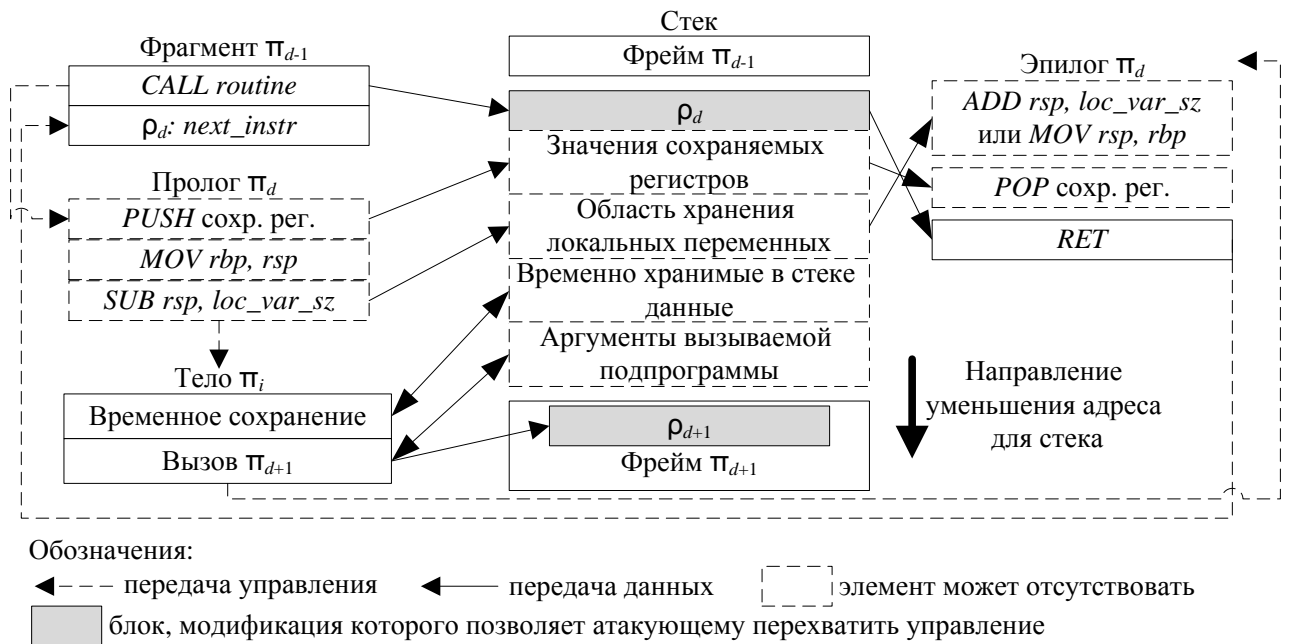 Стек
Фрагмент π_{d-1}
CALL routine
ρ_d: next_instr
Пролог π_d
PUSH сохр. рег.
MOV rbp, rsp
SUB rsp, loc_var_sz
Тело π_i
Временное сохранение
Вызов π_{d+1}
Фрейм π_{d-1}
ρ_d
Значения сохраняемых
регистров
Область хранения
локальных переменных
Временно хранимые в стеке
данные
Аргументы вызываемой
подпрограммы
ρ_{d+1}
Фрейм π_{d+1}
Эпилог π_d
ADD rsp, loc_var_sz
или MOV rsp, rbp
POP сохр. рег.
RET
Направление
уменьшения адреса
для стека
Обозначения:
передача управления
передача данных
элемент может отсутствовать
блок, модификация которого позволяет атакующему перехватить управление